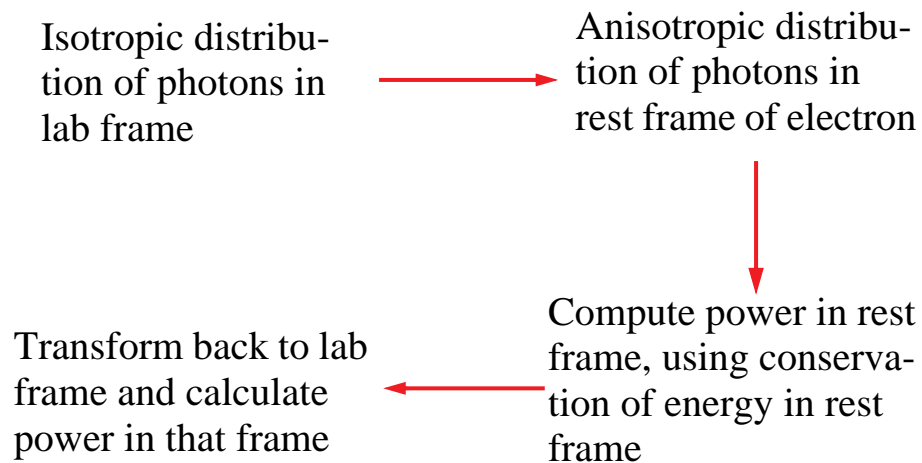 Isotropic distribu-
tion of photons in
lab frame
Anisotropic distribu-
tion of photons in
rest frame of electron
Compute power in rest
frame, using conserva-
tion of energy in rest
frame
Transform back to lab
frame and calculate
power in that frame